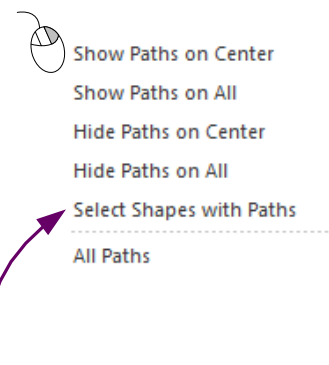 Show Paths on Center
Show Paths on All
Hide Paths on Center
Hide Paths on All
Select Shapes with Paths
All Paths